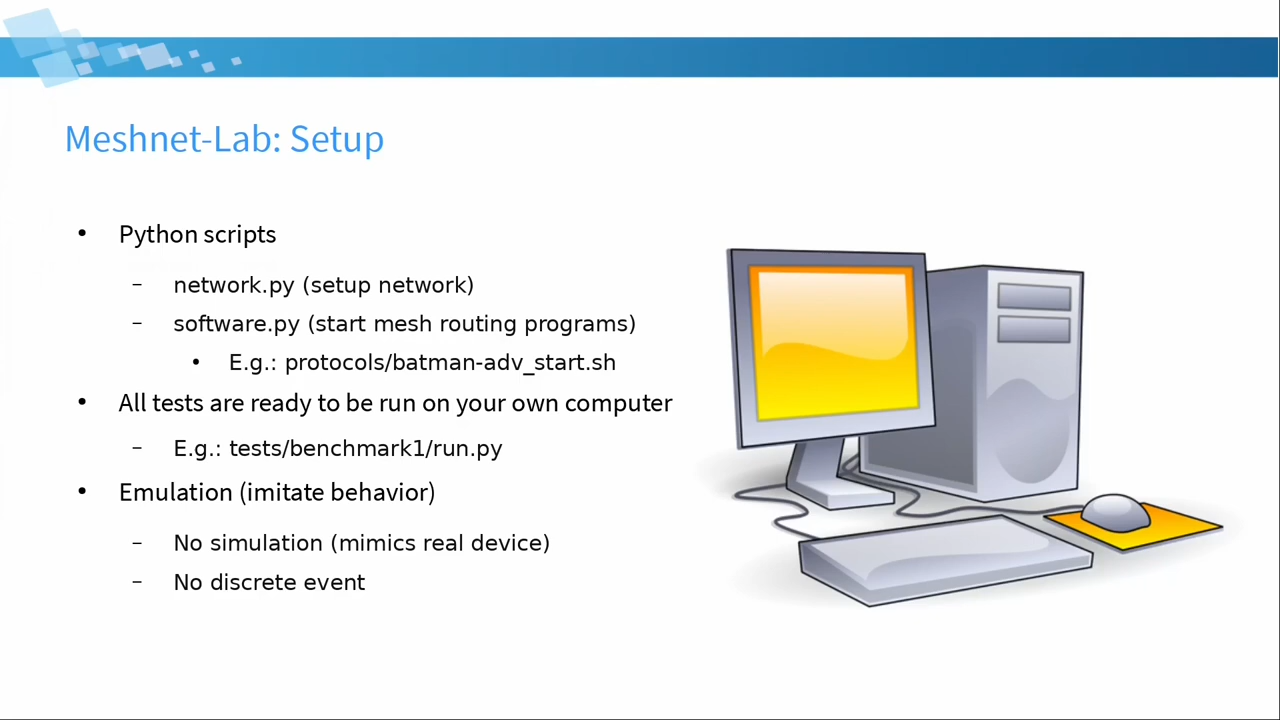 Meshnet-Lab: Setup
• Python scripts
– network.py (setup network)
– software.py (start mesh routing programs)
• E.g.: protocols/batman-adv_start.sh
• All tests are ready to be run on your own computer
– E.g.: tests/benchmark1/run.py
• Emulation (imitate behavior)
– No simulation (mimics real device)
– No discrete event